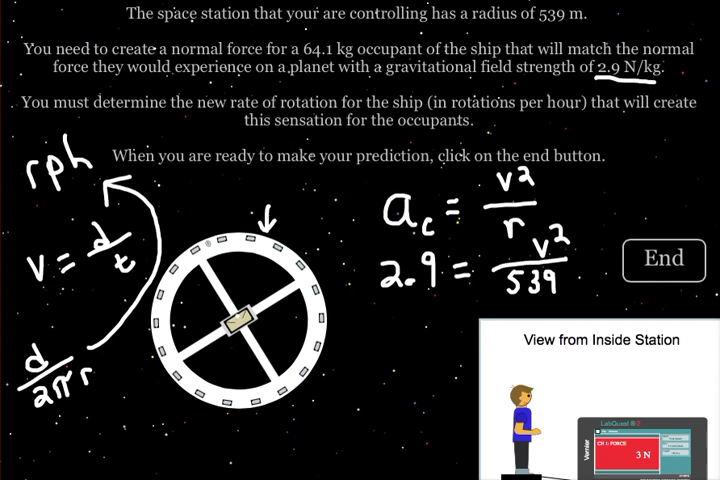 The space station that your are controlling has a radius of 539 m.
You need to create a normal force for a 64.1 kg occupant of the ship that will match the normal
force they would experience on a planet with a gravitational field strength of 2.9 N/kg.
You must determine the new rate of rotation for the ship (in rotations per hour) that will create
this sensation for the occupants.
When you are ready to make your prediction, click on the end button.
rph
v = d/t
d/2πr
a_c = v²/r
2.9 = v²/539
End
View from Inside Station
LabQuest 2
Vernier
CH 1: FORCE
3 N